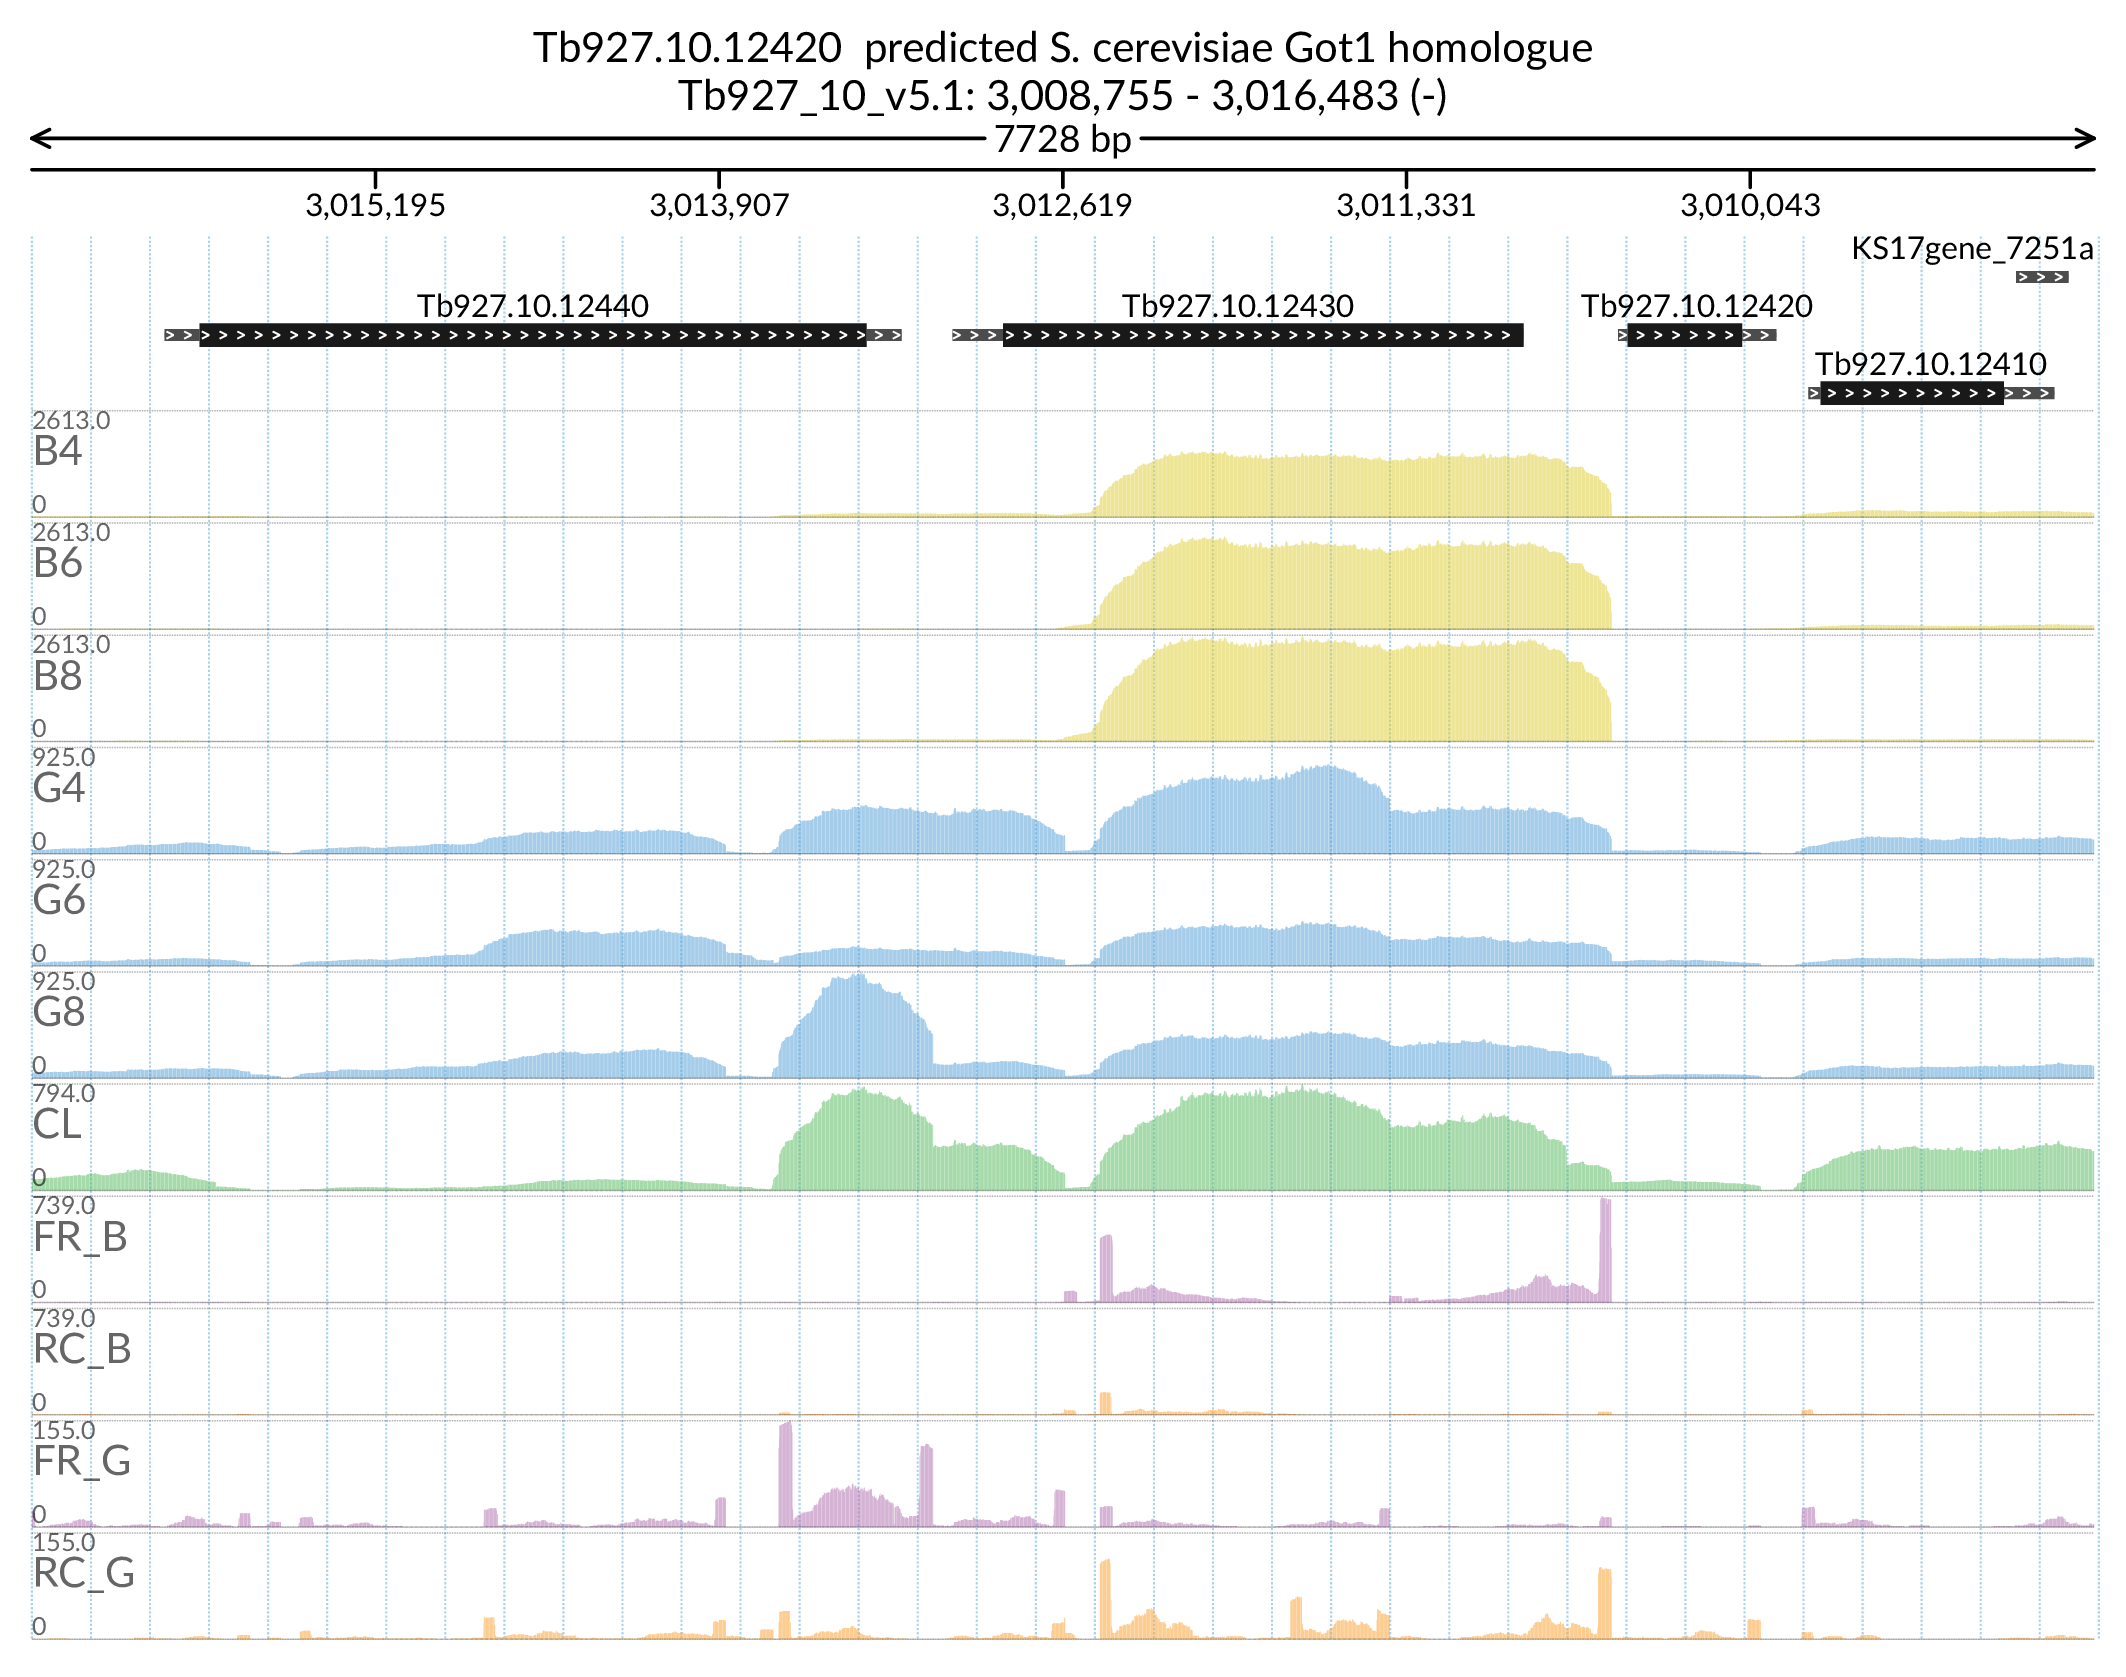 Tb927.10.12420  predicted S. cerevisiae Got1 homologue
Tb927_10_v5.1: 3,008,755 - 3,016,483 (-)
7728 bp
3,015,195 3,013,907 3,012,619 3,011,331 3,010,043
KS17gene_7251a
Tb927.10.12440 Tb927.10.12430 Tb927.10.12420
Tb927.10.12410
2613.0
B4
0
2613.0
B6
0
2613.0
B8
0
925.0
G4
0
925.0
G6
0
925.0
G8
0
794.0
CL
0
739.0
FR_B
0
739.0
RC_B
0
155.0
FR_G
0
155.0
RC_G
0